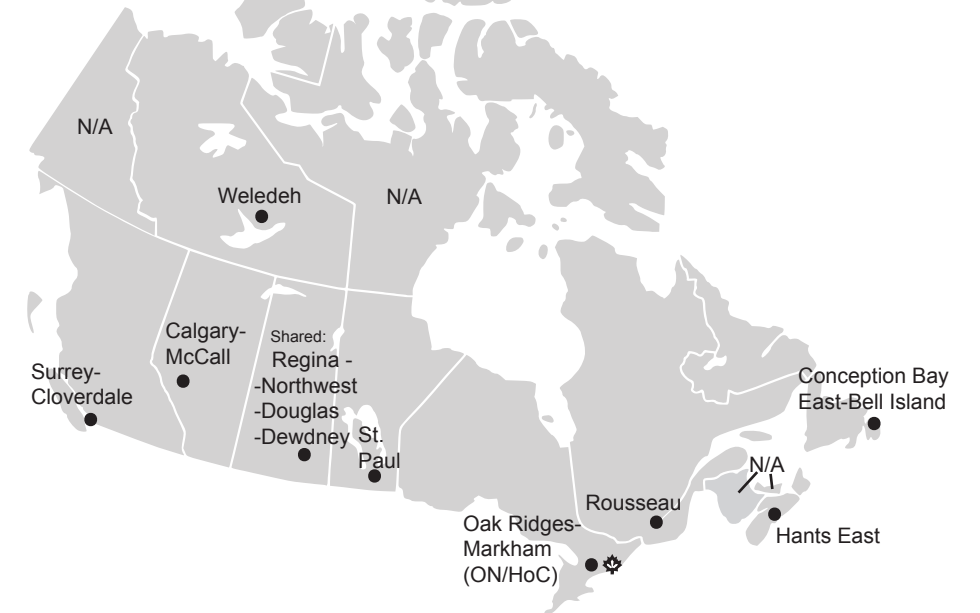 N/A
Weledeh
N/A
Calgary-
McCall
Shared:
Regina -
-Northwest
-Douglas
-Dewdney
St.
Paul
Surrey-
Cloverdale
Conception Bay
East-Bell Island
N/A
Rousseau
Oak Ridges-
Markham
(ON/HoC)
Hants East